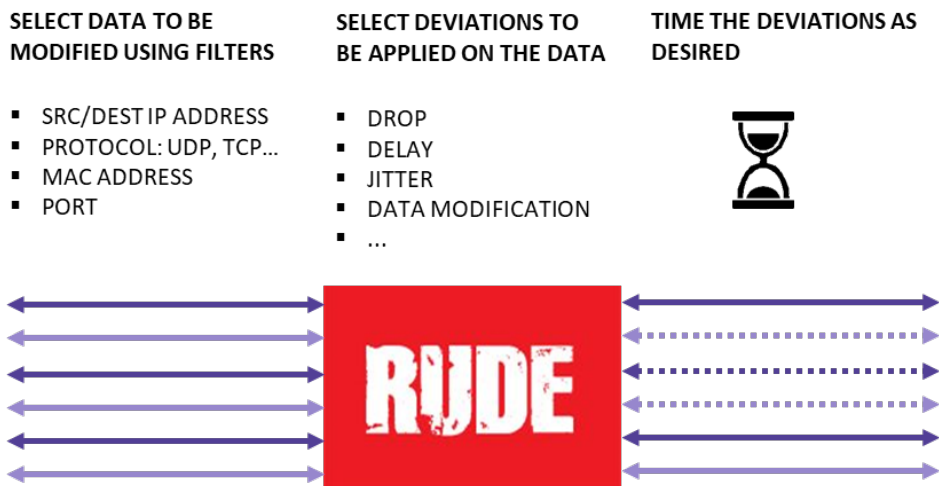 SELECT DATA TO BE
MODIFIED USING FILTERS
▪ SRC/DEST IP ADDRESS
▪ PROTOCOL: UDP, TCP...
▪ MAC ADDRESS
▪ PORT
SELECT DEVIATIONS TO
BE APPLIED ON THE DATA
▪ DROP
▪ DELAY
▪ JITTER
▪ DATA MODIFICATION
▪ ...
TIME THE DEVIATIONS AS
DESIRED
RUDE